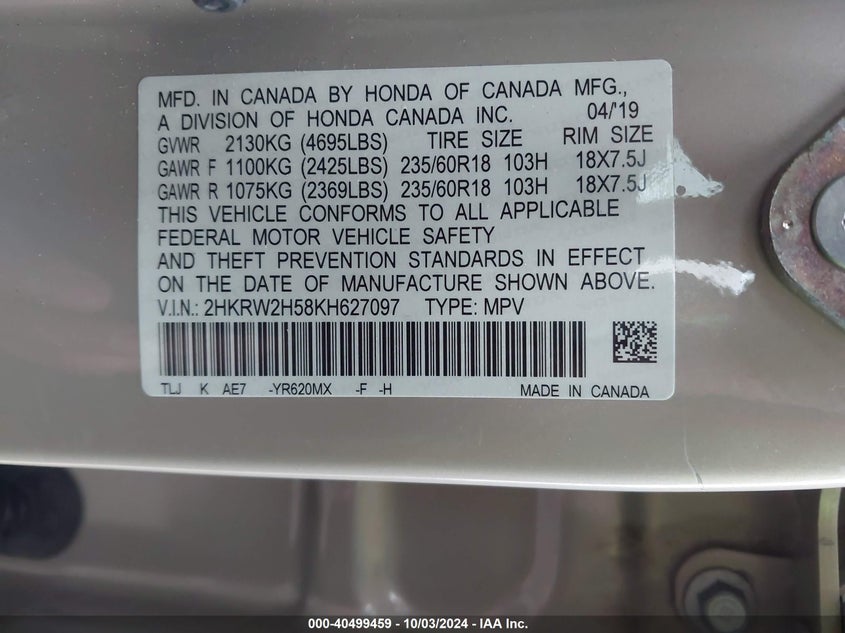 MFD. IN CANADA BY HONDA OF CANADA MFG.,
A DIVISION OF HONDA CANADA INC. 04/'19
GVWR 2130KG (4695LBS) TIRE SIZE RIM SIZE
GAWR F 1100KG (2425LBS) 235/60R18 103H 18X7.5J
GAWR R 1075KG (2369LBS) 235/60R18 103H 18X7.5J
THIS VEHICLE CONFORMS TO ALL APPLICABLE
FEDERAL MOTOR VEHICLE SAFETY
AND THEFT PREVENTION STANDARDS IN EFFECT
ON THE DATE OF MANUFACTURE SHOWN ABOVE.
V.I.N.: 2HKRW2H58KH627097 TYPE: MPV
TLJ K AE7 -YR620MX -F -H MADE IN CANADA
000-40499459 - 10/03/2024 - IAA Inc.